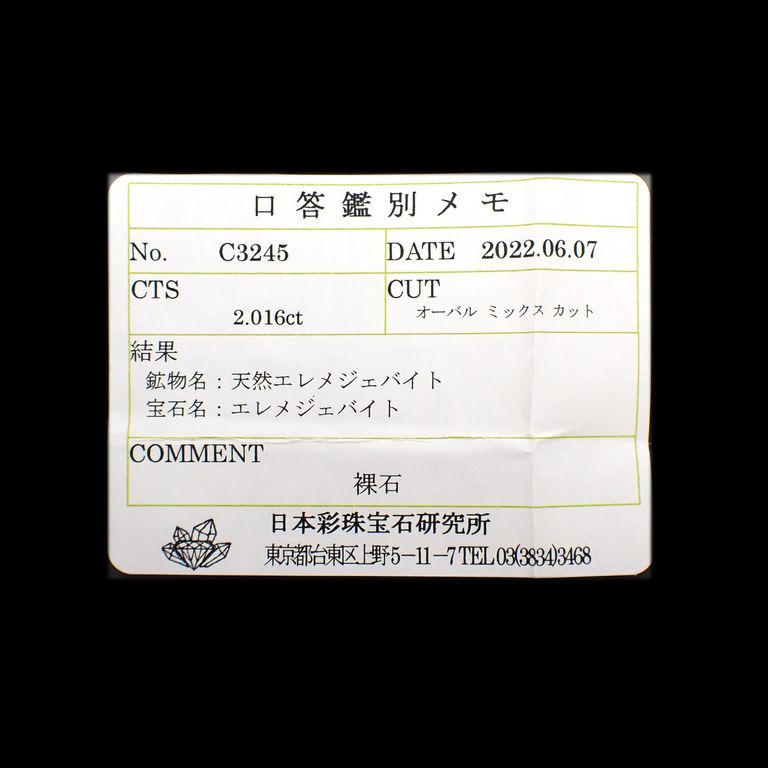 口答鑑別メモ
No. C3245 DATE 2022.06.07
CTS CUT
2.016ct オーバル ミックス カット
結果
鉱物名：天然エレメジェバイト
宝石名：エレメジェバイト
COMMENT
裸石
日本彩珠宝石研究所
東京都台東区上野5－11－7 TEL 03(3834)3468